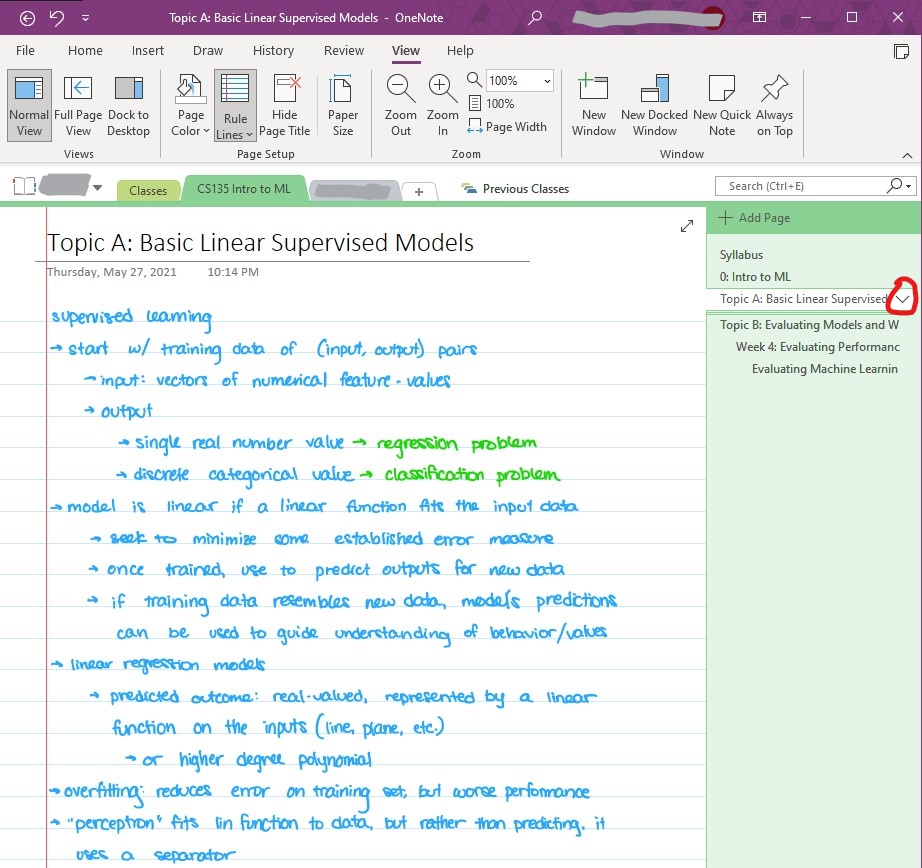 Topic A: Basic Linear Supervised Models - OneNote
File Home Insert Draw History Review View Help
Normal View
Full Page View
Dock to Desktop
Views
Page Color
Rule Lines
Hide Page Title
Paper Size
Page Setup
Zoom Out
Zoom In
100%
100%
Page Width
Zoom
New Window
New Docked Window
New Quick Note
Always on Top
Window
Classes
CS135 Intro to ML
+
Previous Classes
Search (Ctrl+E)
Topic A: Basic Linear Supervised Models
Thursday, May 27, 2021 10:14 PM
supervised learning
→ start w/ training data of (input, output) pairs
→ input: vectors of numerical feature-values
→ output
→ single real number value → regression problem
→ discrete categorical value → classification problem
→ model is linear if a linear function fits the input data
→ seek to minimize some established error measure
→ once trained, use to predict outputs for new data
→ if training data resembles new data, model's predictions
can be used to guide understanding of behavior/values
→ linear regression models
→ predicted outcome: real-valued, represented by a linear
function on the inputs (line, plane, etc.)
→ or higher degree polynomial
→ overfitting: reduces error on training set, but worse performance
→ "perceptron" fits lin function to data, but rather than predicting, it
uses a separator
Add Page
Syllabus
0: Intro to ML
Topic A: Basic Linear Supervised
Topic B: Evaluating Models and W
Week 4: Evaluating Performanc
Evaluating Machine Learnin